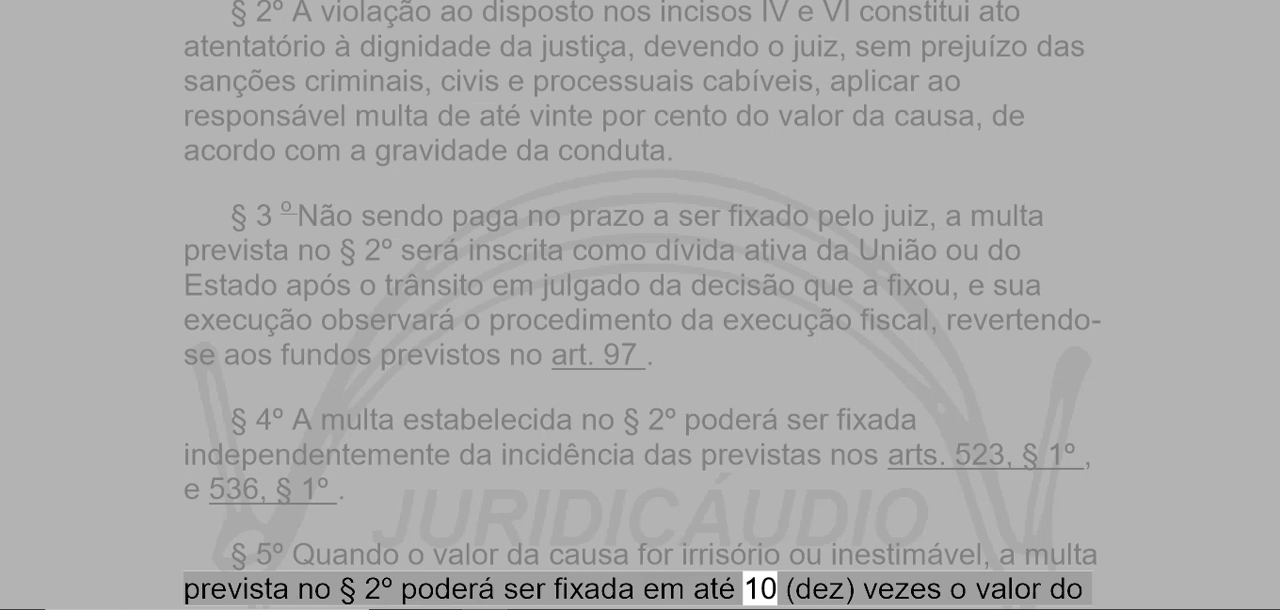 § 2º A violação ao disposto nos incisos IV e VI constitui ato
atentatório à dignidade da justiça, devendo o juiz, sem prejuízo das
sanções criminais, civis e processuais cabíveis, aplicar ao
responsável multa de até vinte por cento do valor da causa, de
acordo com a gravidade da conduta.
§ 3 º Não sendo paga no prazo a ser fixado pelo juiz, a multa
prevista no § 2º será inscrita como dívida ativa da União ou do
Estado após o trânsito em julgado da decisão que a fixou, e sua
execução observará o procedimento da execução fiscal, revertendo-
se aos fundos previstos no art. 97 .
§ 4º A multa estabelecida no § 2º poderá ser fixada
independentemente da incidência das previstas nos arts. 523, § 1º ,
e 536, § 1º .
JURIDICÁUDIO
§ 5º Quando o valor da causa for irrisório ou inestimável, a multa
prevista no § 2º poderá ser fixada em até 10 (dez) vezes o valor do